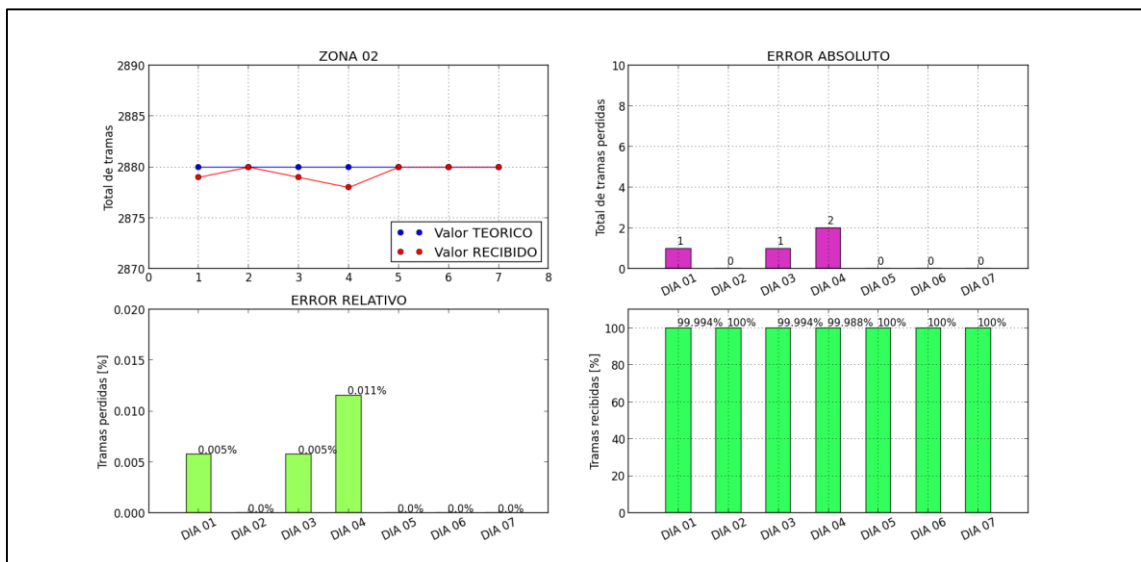 ZONA 02
Total de tramas
2890
2885
2880
2875
2870
0 1 2 3 4 5 6 7 8
Valor TEORICO
Valor RECIBIDO
ERROR ABSOLUTO
Total de tramas perdidas
10
8
6
4
2
0
1 0 1 2 0 0 0
DIA 01 DIA 02 DIA 03 DIA 04 DIA 05 DIA 06 DIA 07
ERROR RELATIVO
Tramas perdidas [%]
0.020
0.015
0.010
0.005
0.000
0.005% 0.0% 0.005% 0.011% 0.0% 0.0% 0.0%
DIA 01 DIA 02 DIA 03 DIA 04 DIA 05 DIA 06 DIA 07
Tramas recibidas [%]
100
80
60
40
20
0
99.994% 100% 99.994% 99.988% 100% 100% 100%
DIA 01 DIA 02 DIA 03 DIA 04 DIA 05 DIA 06 DIA 07